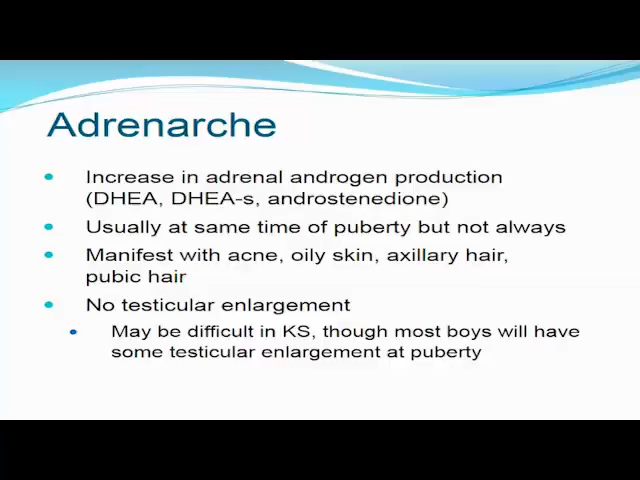 Adrenarche
Increase in adrenal androgen production
(DHEA, DHEA-s, androstenedione)
Usually at same time of puberty but not always
Manifest with acne, oily skin, axillary hair,
pubic hair
No testicular enlargement
May be difficult in KS, though most boys will have
some testicular enlargement at puberty